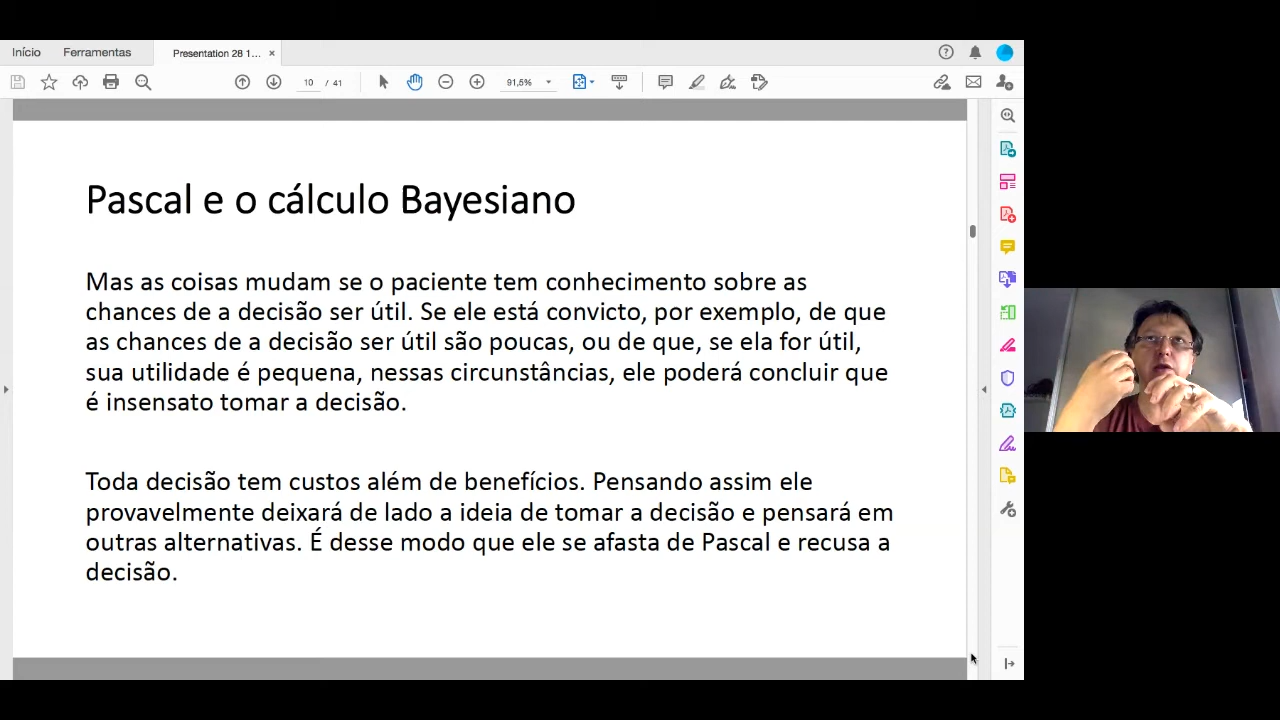 Início Ferramentas Presentation 28 1... ×
10 / 41 91,5%
Pascal e o cálculo Bayesiano
Mas as coisas mudam se o paciente tem conhecimento sobre as
chances de a decisão ser útil. Se ele está convicto, por exemplo, de que
as chances de a decisão ser útil são poucas, ou de que, se ela for útil,
sua utilidade é pequena, nessas circunstâncias, ele poderá concluir que
é insensato tomar a decisão.
Toda decisão tem custos além de benefícios. Pensando assim ele
provavelmente deixará de lado a ideia de tomar a decisão e pensará em
outras alternativas. É desse modo que ele se afasta de Pascal e recusa a
decisão.